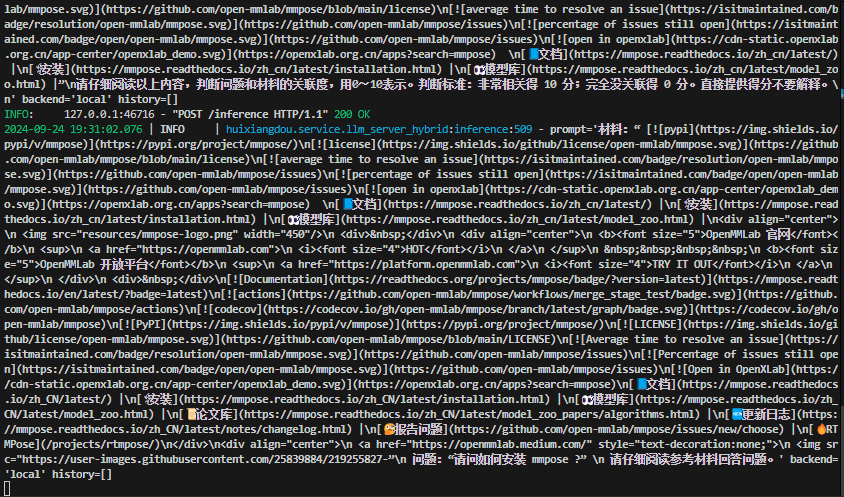 lab/mmpose.svg)](https://github.com/open-mmlab/mmpose/blob/main/license)\n[![average time to resolve an issue](https://isitmaintained.com/b
adge/resolution/open-mmlab/mmpose.svg)](https://github.com/open-mmlab/mmpose/issues)\n[![percentage of issues still open](https://isitmaint
ained.com/badge/open/open-mmlab/mmpose.svg)](https://github.com/open-mmlab/mmpose/issues)\n[![open in openxlab](https://cdn-static.openxlab
.org.cn/app-center/openxlab_demo.svg)](https://openxlab.org.cn/apps?search=mmpose)  \n[📘文档](https://mmpose.readthedocs.io/zh_cn/latest/)
|\n[🛠️安装](https://mmpose.readthedocs.io/zh_cn/latest/installation.html) |\n[👀模型库](https://mmpose.readthedocs.io/zh_cn/latest/model_zo
o.html) |”\n请仔细阅读以上内容，判断问题和材料的关联度，用0～10表示。判断标准：非常相关得 10 分；完全没关联得 0 分。直接提供得分不要解释。\
n' backend='local' history=[]
INFO:     127.0.0.1:46716 - "POST /inference HTTP/1.1" 200 OK
2024-09-24 19:31:02.076 | INFO     | huixiangdou.service.llm_server_hybrid:inference:509 - prompt='材料：“ [![pypi](https://img.shields.io/
pypi/v/mmpose)](https://pypi.org/project/mmpose/)\n[![license](https://img.shields.io/github/license/open-mmlab/mmpose.svg)](https://github
.com/open-mmlab/mmpose/blob/main/license)\n[![average time to resolve an issue](https://isitmaintained.com/badge/resolution/open-mmlab/mmpo
se.svg)](https://github.com/open-mmlab/mmpose/issues)\n[![percentage of issues still open](https://isitmaintained.com/badge/open/open-mmlab
/mmpose.svg)](https://github.com/open-mmlab/mmpose/issues)\n[![open in openxlab](https://cdn-static.openxlab.org.cn/app-center/openxlab_dem
o.svg)](https://openxlab.org.cn/apps?search=mmpose)  \n[📘文档](https://mmpose.readthedocs.io/zh_cn/latest/) |\n[🛠️安装](https://mmpose.read
thedocs.io/zh_cn/latest/installation.html) |\n[👀模型库](https://mmpose.readthedocs.io/zh_cn/latest/model_zoo.html) |\n<div align="center">
\n <img src="resources/mmpose-logo.png" width="450"/>\n <div>&nbsp;</div>\n <div align="center">\n <b><font size="5">OpenMMLab 官网</font><
/b>\n <sup>\n <a href="https://openmmlab.com">\n <i><font size="4">HOT</font></i>\n </a>\n </sup>\n &nbsp;&nbsp;&nbsp;&nbsp;\n <b><font siz
e="5">OpenMMLab 开放平台</font></b>\n <sup>\n <a href="https://platform.openmmlab.com">\n <i><font size="4">TRY IT OUT</font></i>\n </a>\n
</sup>\n </div>\n <div>&nbsp;</div>\n[![Documentation](https://readthedocs.org/projects/mmpose/badge/?version=latest)](https://mmpose.readt
hedocs.io/en/latest/?badge=latest)\n[![actions](https://github.com/open-mmlab/mmpose/workflows/merge_stage_test/badge.svg)](https://github.
com/open-mmlab/mmpose/actions)\n[![codecov](https://codecov.io/gh/open-mmlab/mmpose/branch/latest/graph/badge.svg)](https://codecov.io/gh/o
pen-mmlab/mmpose)\n[![PyPI](https://img.shields.io/pypi/v/mmpose)](https://pypi.org/project/mmpose/)\n[![LICENSE](https://img.shields.io/gi
thub/license/open-mmlab/mmpose.svg)](https://github.com/open-mmlab/mmpose/blob/main/LICENSE)\n[![Average time to resolve an issue](https://
isitmaintained.com/badge/resolution/open-mmlab/mmpose.svg)](https://github.com/open-mmlab/mmpose/issues)\n[![Percentage of issues still ope
n](https://isitmaintained.com/badge/open/open-mmlab/mmpose.svg)](https://github.com/open-mmlab/mmpose/issues)\n[![Open in OpenXLab](https:/
/cdn-static.openxlab.org.cn/app-center/openxlab_demo.svg)](https://openxlab.org.cn/apps?search=mmpose)\n[📘文档](https://mmpose.readthedocs
.io/zh_CN/latest/) |\n[🛠️安装](https://mmpose.readthedocs.io/zh_CN/latest/installation.html) |\n[👀模型库](https://mmpose.readthedocs.io/zh_
CN/latest/model_zoo.html) |\n[📜论文库](https://mmpose.readthedocs.io/zh_CN/latest/model_zoo_papers/algorithms.html) |\n[🆕更新日志](https:
//mmpose.readthedocs.io/zh_CN/latest/notes/changelog.html) |\n[🤔报告问题](https://github.com/open-mmlab/mmpose/issues/new/choose) |\n[🔥RT
MPose](/projects/rtmpose/)\n</div>\n<div align="center">\n <a href="https://openmmlab.medium.com/" style="text-decoration:none;">\n <img sr
c="https://user-images.githubusercontent.com/25839884/219255827-”\n 问题：“请问如何安装 mmpose ?” \n 请仔细阅读参考材料回答问题。' backend=
'local' history=[]